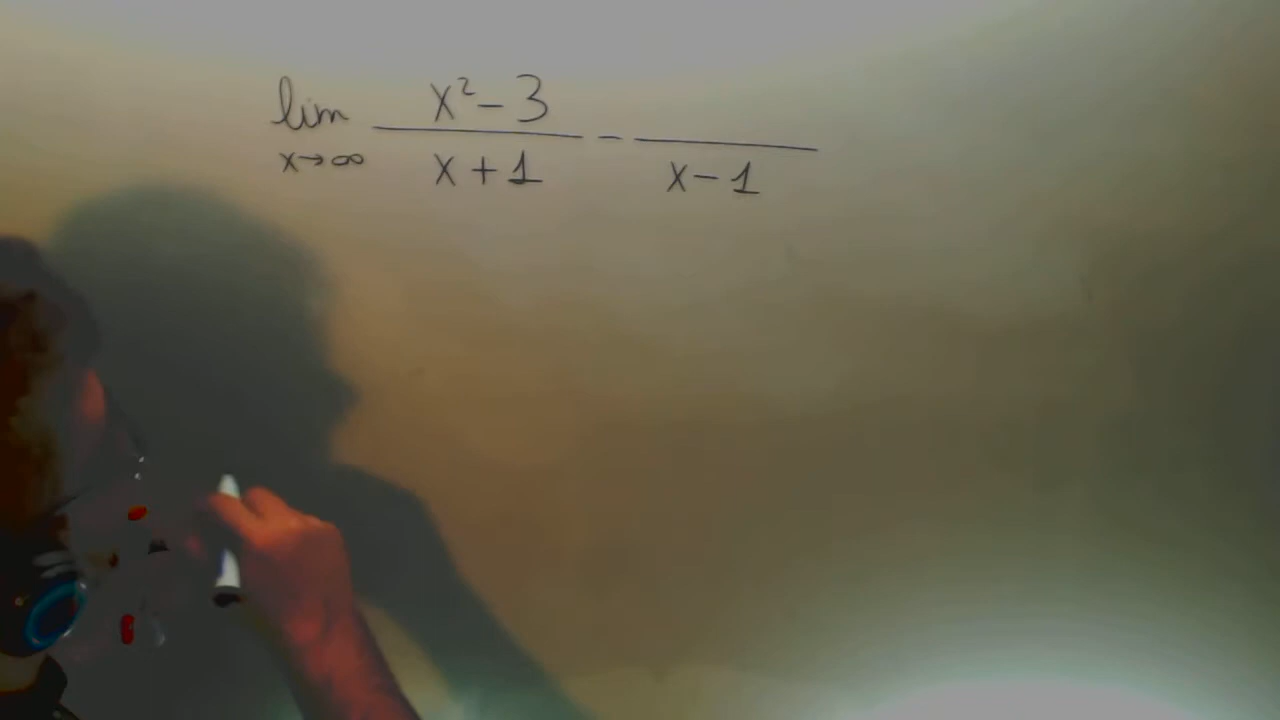 lim x²-3 / x+1 - / x-1
x→∞